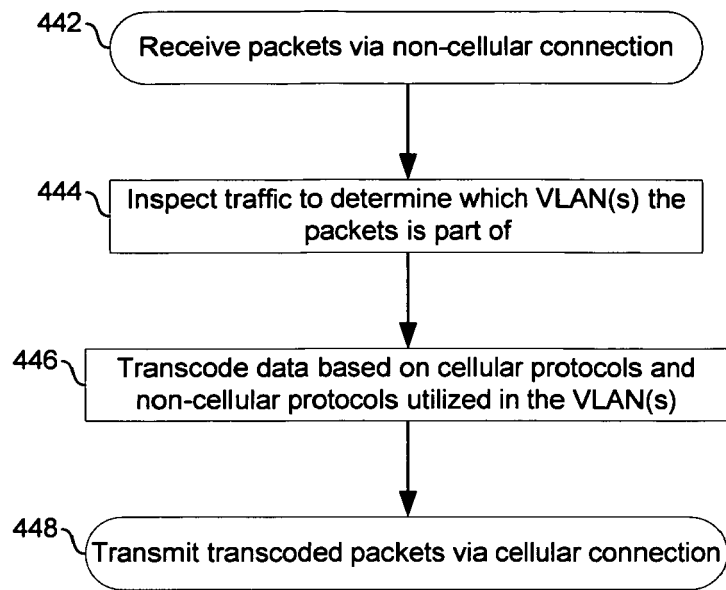 442
Receive packets via non-cellular connection
444
Inspect traffic to determine which VLAN(s) the
packets is part of
446
Transcode data based on cellular protocols and
non-cellular protocols utilized in the VLAN(s)
448
Transmit transcoded packets via cellular connection